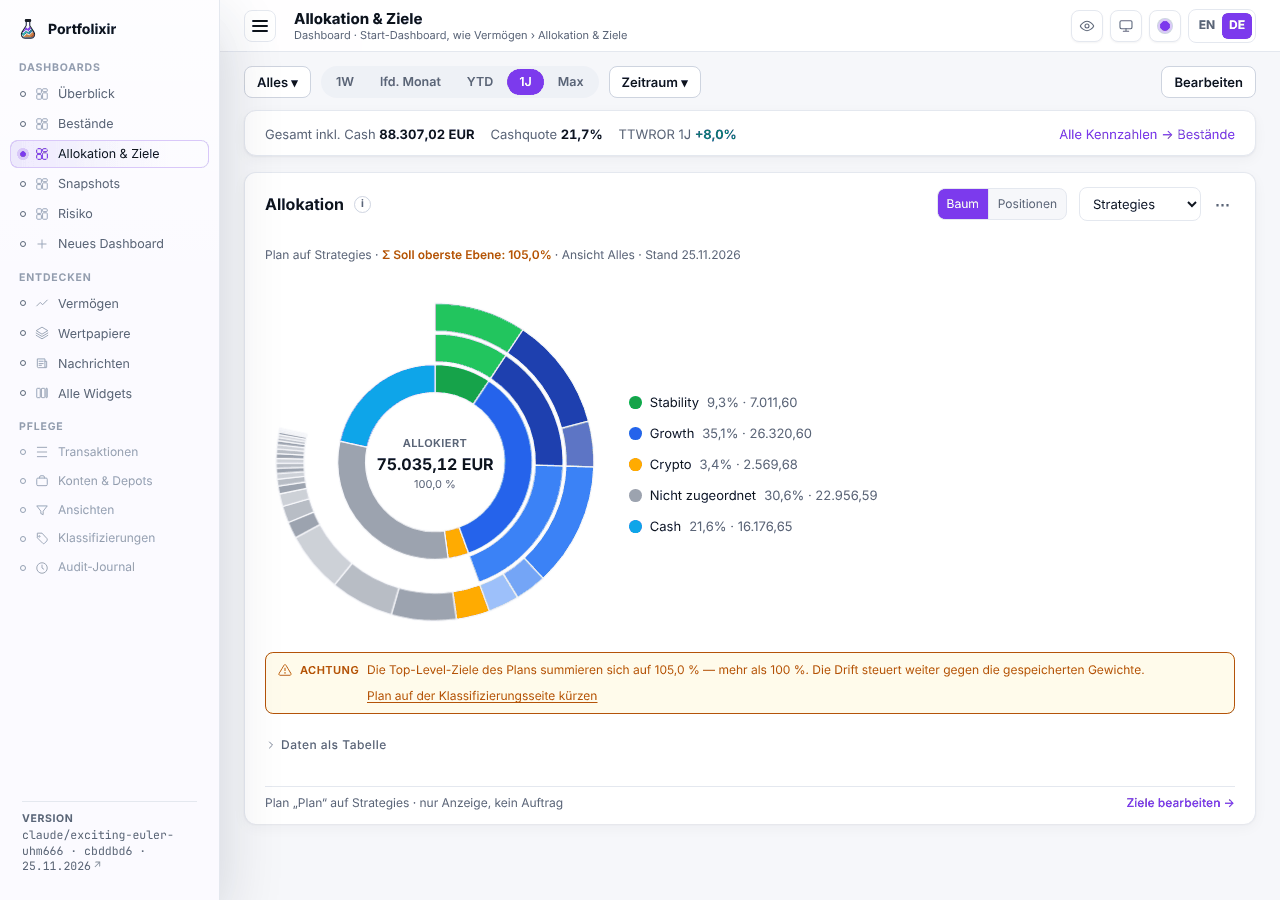 Portfolixir
DASHBOARDS
Überblick
Bestände
Allokation & Ziele
Snapshots
Risiko
Neues Dashboard
ENTDECKEN
Vermögen
Wertpapiere
Nachrichten
Alle Widgets
PFLEGE
Transaktionen
Konten & Depots
Ansichten
Klassifizierungen
Audit-Journal
VERSION
claude/exciting-euler-
uhm666 · cbddbd6 ·
25.11.2026↗
Allokation & Ziele
Dashboard · Start-Dashboard, wie Vermögen › Allokation & Ziele
EN DE
Alles ▾ 1W lfd. Monat YTD 1J Max Zeitraum ▾ Bearbeiten
Gesamt inkl. Cash 88.307,02 EUR Cashquote 21,7% TTWROR 1J +8,0% Alle Kennzahlen → Bestände
Allokation i Baum Positionen Strategies ⋯
Plan auf Strategies · Σ Soll oberste Ebene: 105,0% · Ansicht Alles · Stand 25.11.2026
ALLOKIERT
75.035,12 EUR
100,0 %
Stability 9,3% · 7.011,60
Growth 35,1% · 26.320,60
Crypto 3,4% · 2.569,68
Nicht zugeordnet 30,6% · 22.956,59
Cash 21,6% · 16.176,65
ACHTUNG Die Top-Level-Ziele des Plans summieren sich auf 105,0 % — mehr als 100 %. Die Drift steuert weiter gegen die gespeicherten Gewichte.
Plan auf der Klassifizierungsseite kürzen
Daten als Tabelle
Plan „Plan“ auf Strategies · nur Anzeige, kein Auftrag Ziele bearbeiten →